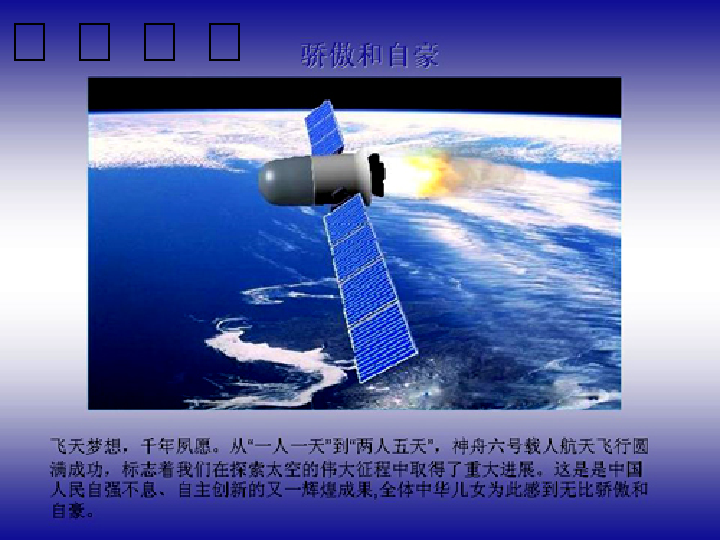 骄傲和自豪
飞天梦想，千年夙愿。从“一人一天”到“两人五天”，神舟六号载人航天飞行圆
满成功，标志着我们在探索太空的伟大征程中取得了重大进展。这是是中国
人民自强不息、自主创新的又一辉煌成果,全体中华儿女为此感到无比骄傲和
自豪。